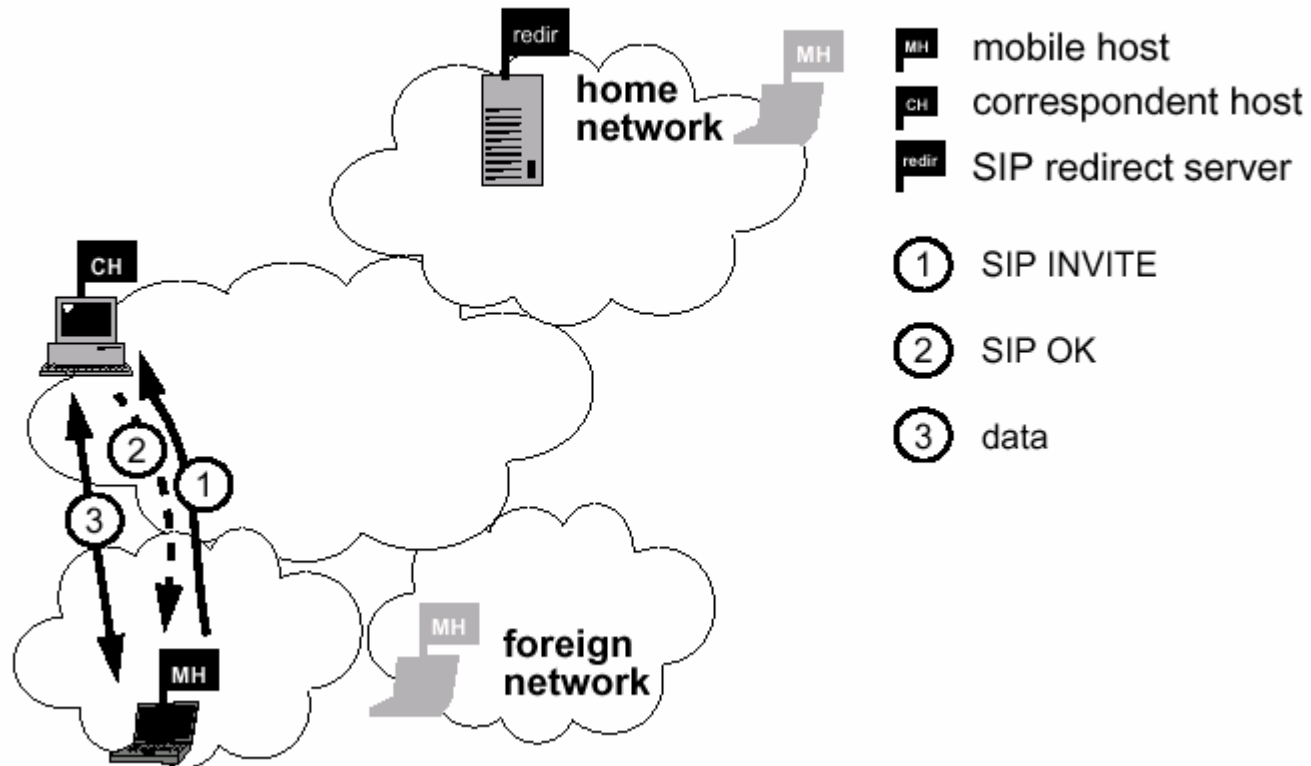 redir
MH
home
network
MH mobile host
CH correspondent host
redir SIP redirect server
1 SIP INVITE
2 SIP OK
3 data
CH
2
1
3
MH
MH
foreign
network